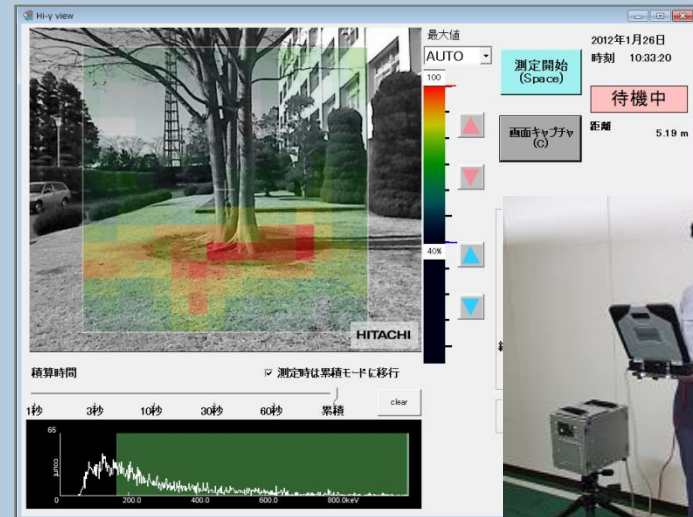 Hi-γ view
最大値
AUTO
100
40%
測定開始
(Space)
画面キャプチャ
(C)
2012年1月26日
時刻 10:33:20
待機中
距離 5.19 m
HITACHI
積算時間
測定時は累積モードに移行
1秒 3秒 10秒 30秒 60秒 累積
clear
65
count
0 200.0 400.0 600.0 800.0keV